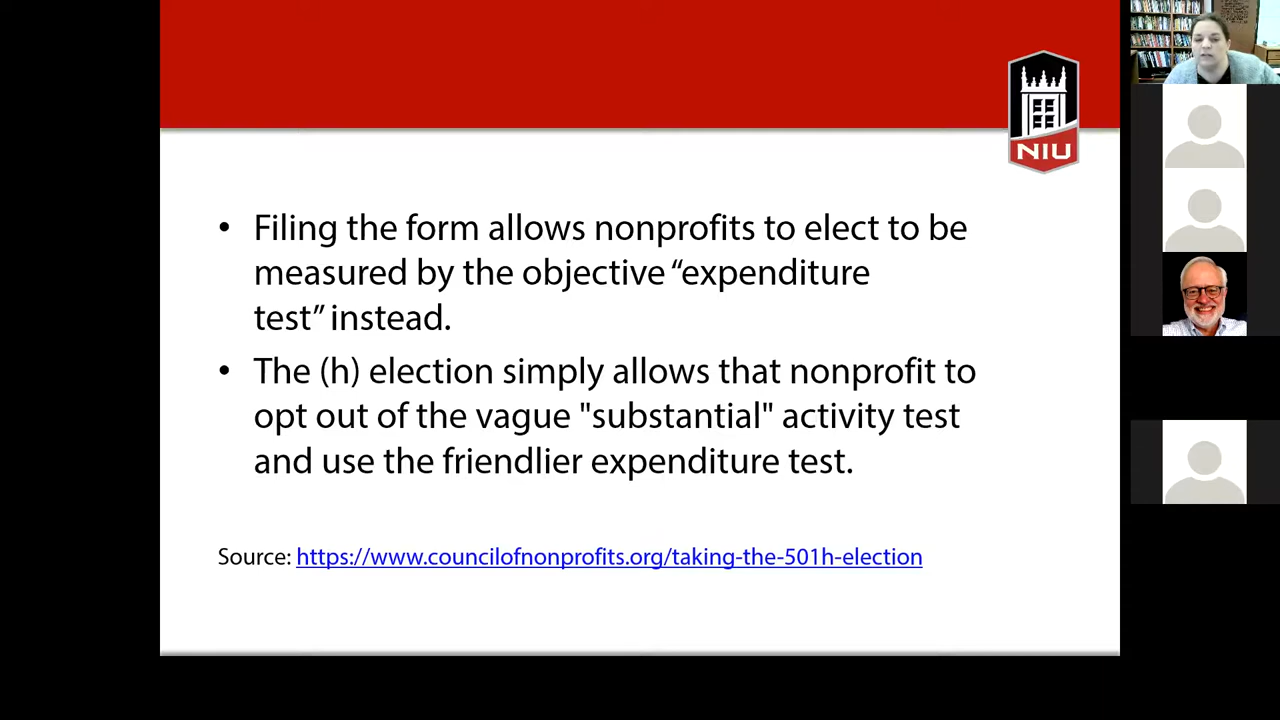 NIU
• Filing the form allows nonprofits to elect to be
measured by the objective “expenditure
test” instead.
• The (h) election simply allows that nonprofit to
opt out of the vague "substantial" activity test
and use the friendlier expenditure test.
Source: https://www.councilofnonprofits.org/taking-the-501h-election